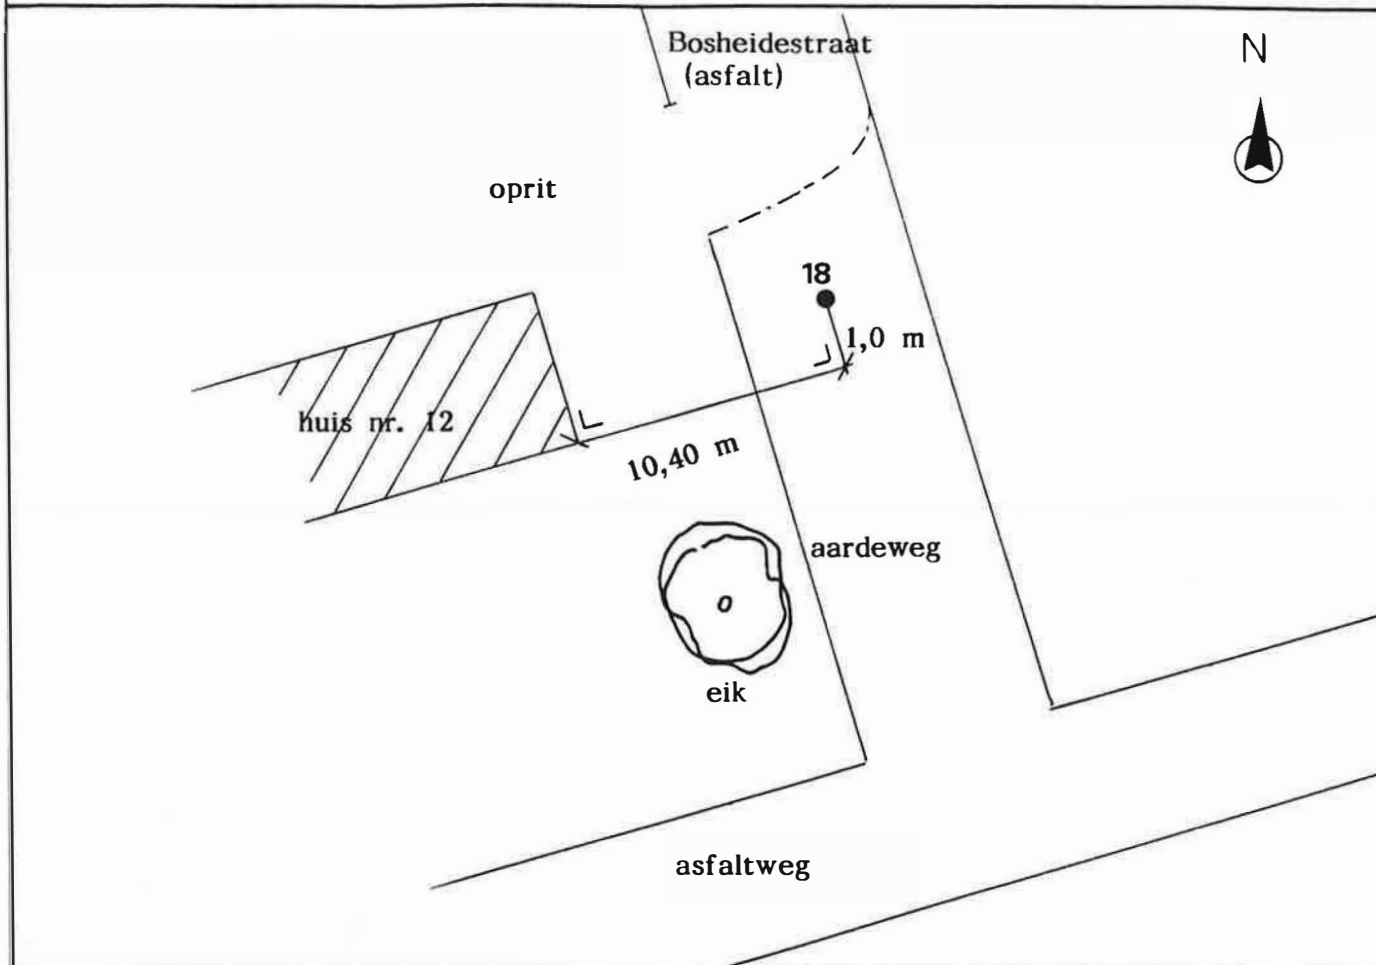 Bosheidestraat
(asfalt)
N
oprit
18
1,0 m
huis nr. 12
10,40 m
aardeweg
eik
asfaltweg